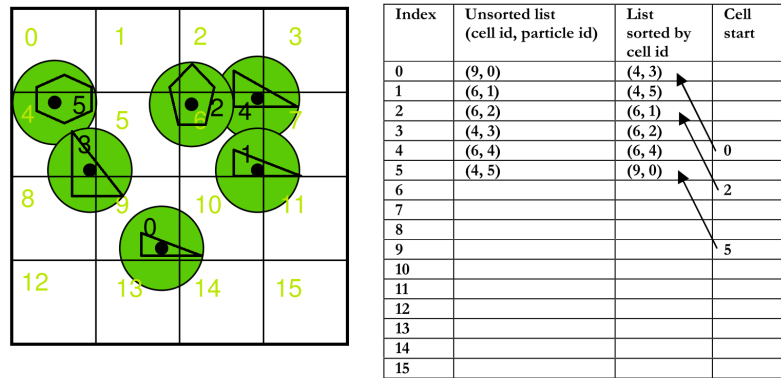 0 1 2 3
4 5 2 6 4 7
3 5 1
8 9 10 11
0
12 13 14 15
Index Unsorted list (cell id, particle id) List sorted by cell id Cell start
0 (9, 0) (4, 3)
1 (6, 1) (4, 5)
2 (6, 2) (6, 1)
3 (4, 3) (6, 2)
4 (6, 4) (6, 4) 0
5 (4, 5) (9, 0)
6 2
7
8
9 5
10
11
12
13
14
15